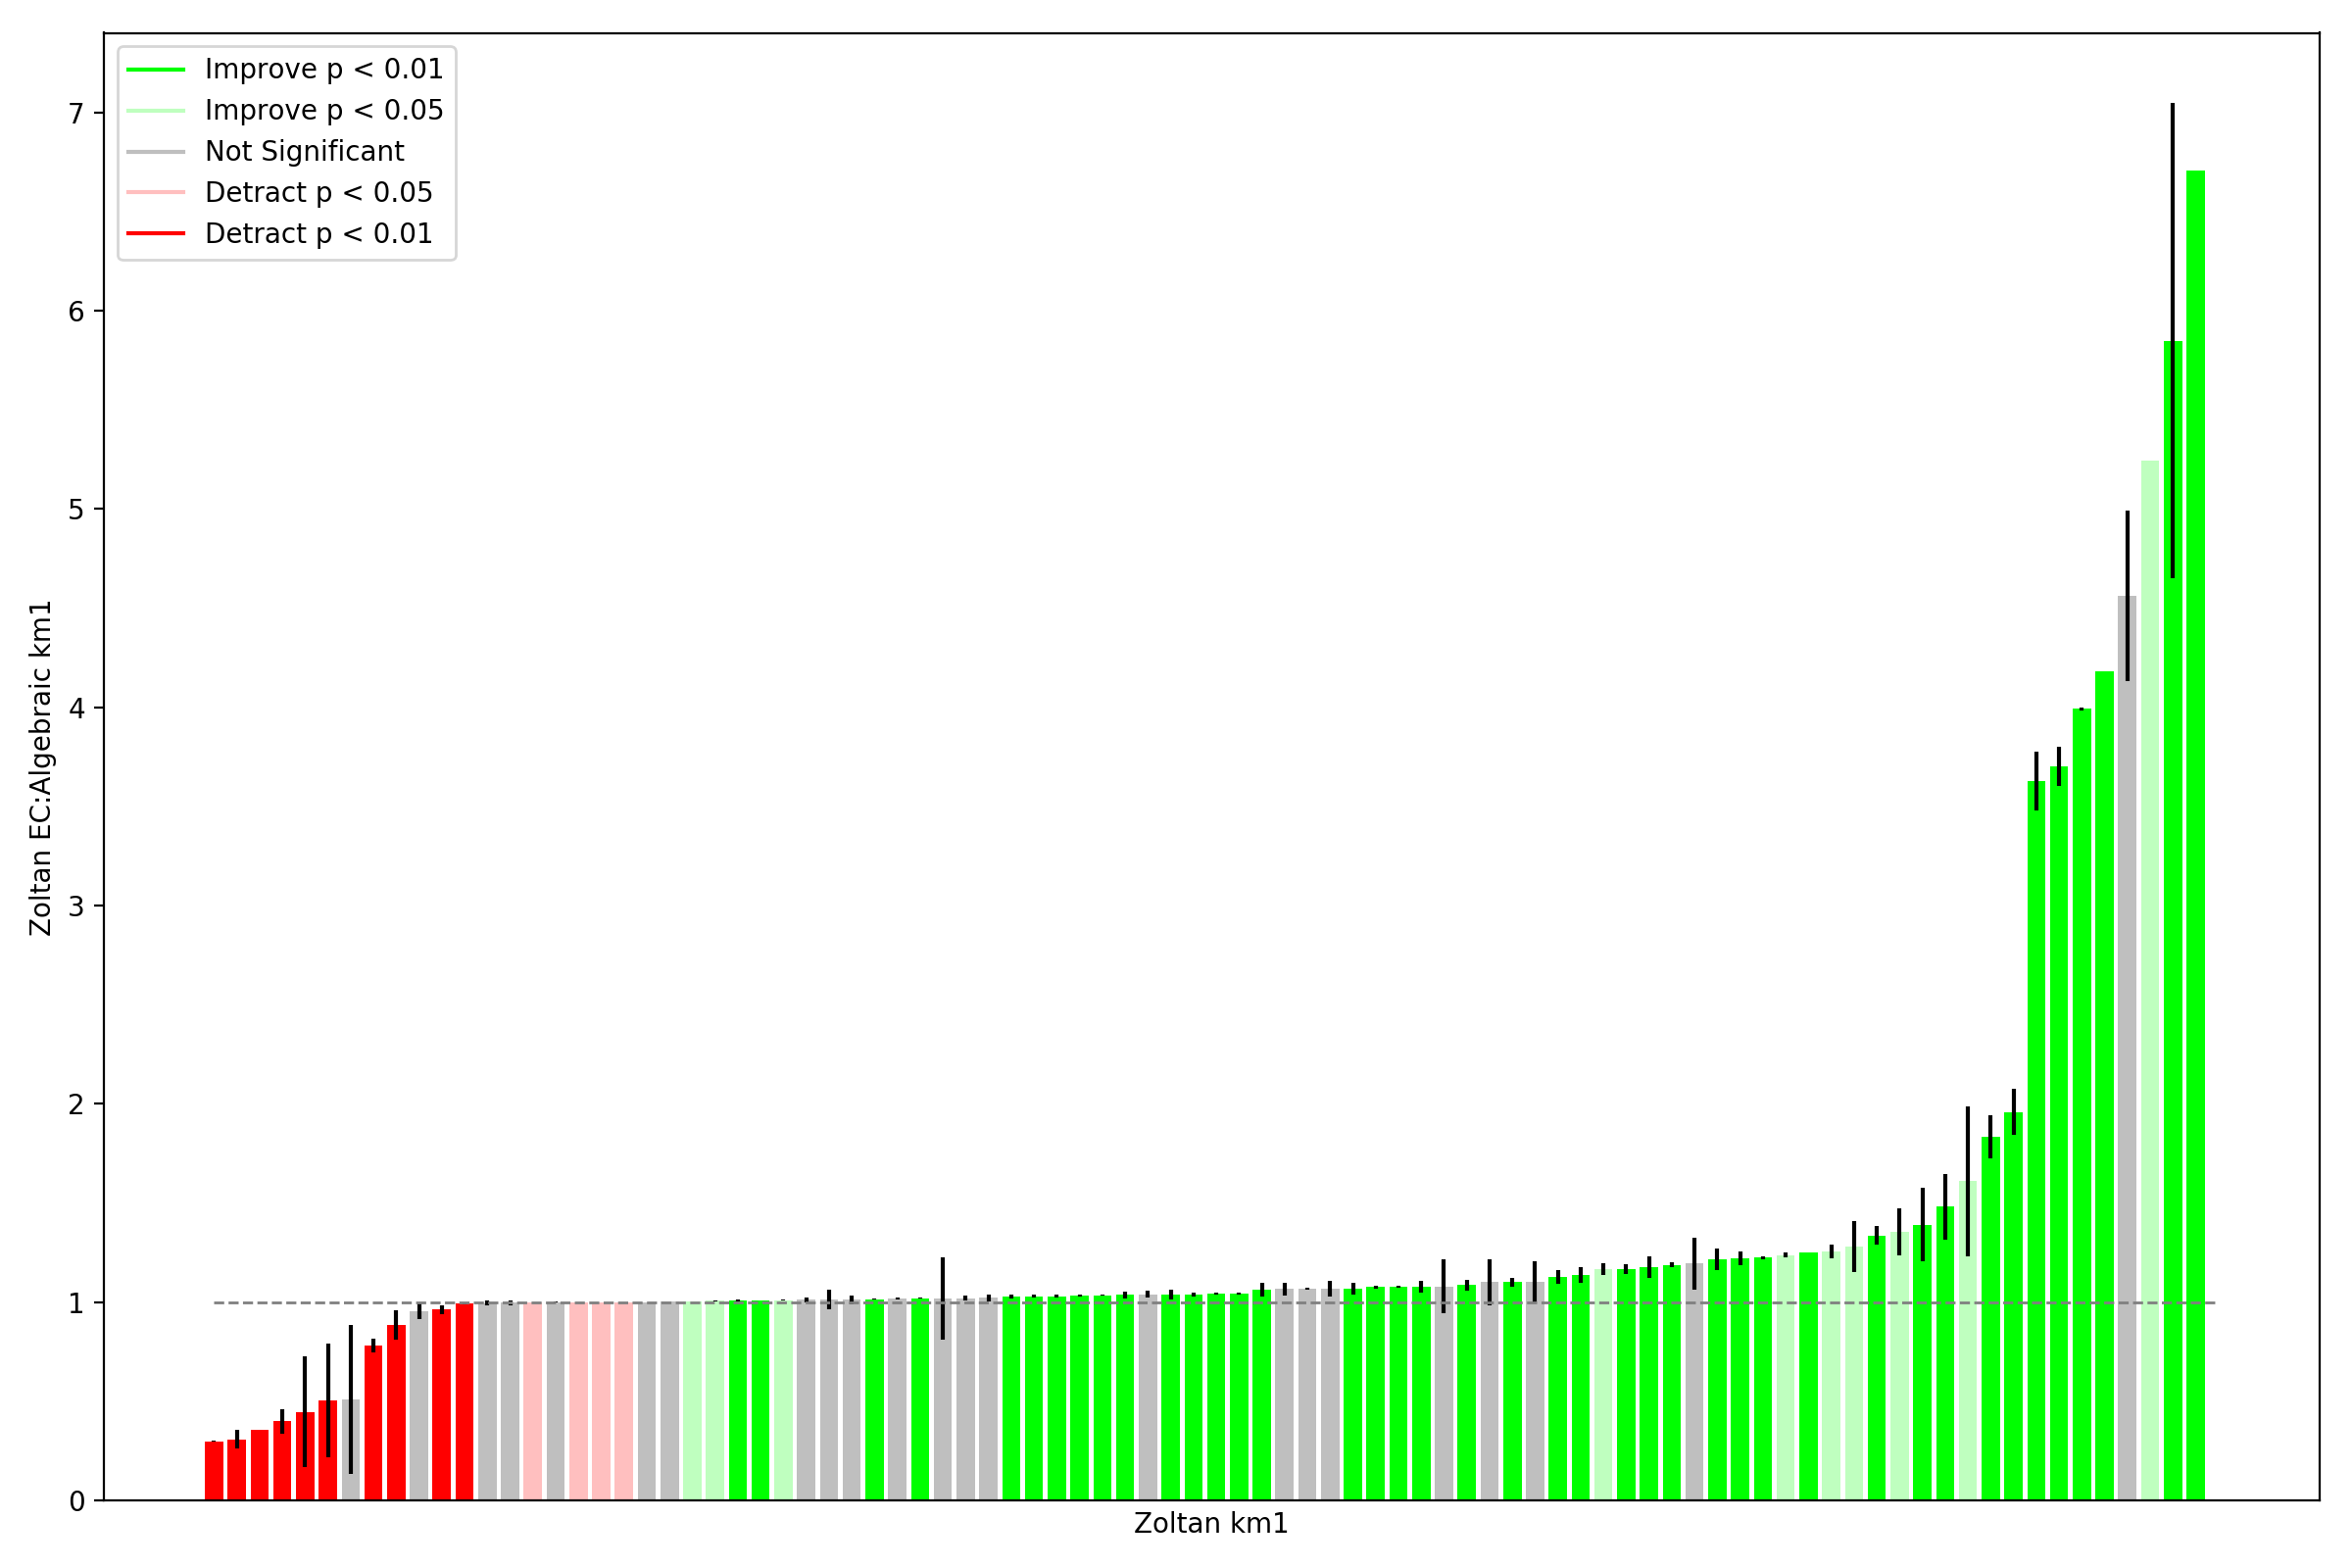 Improve p < 0.01
Improve p < 0.05
Not Significant
Detract p < 0.05
Detract p < 0.01
7
6
5
4
3
2
1
0
Zoltan EC:Algebraic km1
Zoltan km1